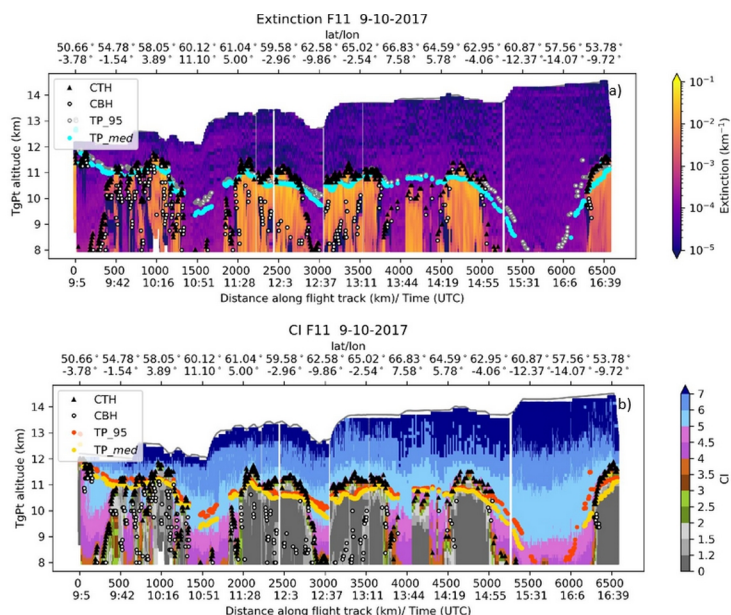 Extinction F11 9-10-2017
lat/lon
50.66° 54.78° 58.05° 60.12° 61.04° 59.58° 62.58° 65.02° 66.83° 64.59° 62.95° 60.87° 57.56° 53.78°
-3.78° -1.54° 3.89° 11.10° 5.00° -2.96° -9.86° -2.54° 7.58° 5.78° -4.06° -12.37° -14.07° -9.72°
a)
CTH
CBH
TP_95
TP_med
TgPt altitude (km)
14
13
12
11
10
9
8
0 500 1000 1500 2000 2500 3000 3500 4000 4500 5000 5500 6000 6500
9:5 9:42 10:16 10:51 11:28 12:3 12:37 13:11 13:44 14:19 14:55 15:31 16:6 16:39
Distance along flight track (km)/ Time (UTC)
10⁻¹
10⁻²
10⁻³
10⁻⁴
10⁻⁵
Extinction (km⁻¹)
CI F11 9-10-2017
lat/lon
50.66° 54.78° 58.05° 60.12° 61.04° 59.58° 62.58° 65.02° 66.83° 64.59° 62.95° 60.87° 57.56° 53.78°
-3.78° -1.54° 3.89° 11.10° 5.00° -2.96° -9.86° -2.54° 7.58° 5.78° -4.06° -12.37° -14.07° -9.72°
b)
CTH
CBH
TP_95
TP_med
TgPt altitude (km)
14
13
12
11
10
9
8
0 500 1000 1500 2000 2500 3000 3500 4000 4500 5000 5500 6000 6500
9:5 9:42 10:16 10:51 11:28 12:3 12:37 13:11 13:44 14:19 14:55 15:31 16:6 16:39
Distance along flight track (km)/ Time (UTC)
7
6
5
4.5
4
3.5
3
2.5
2
1.5
1.2
0
CI